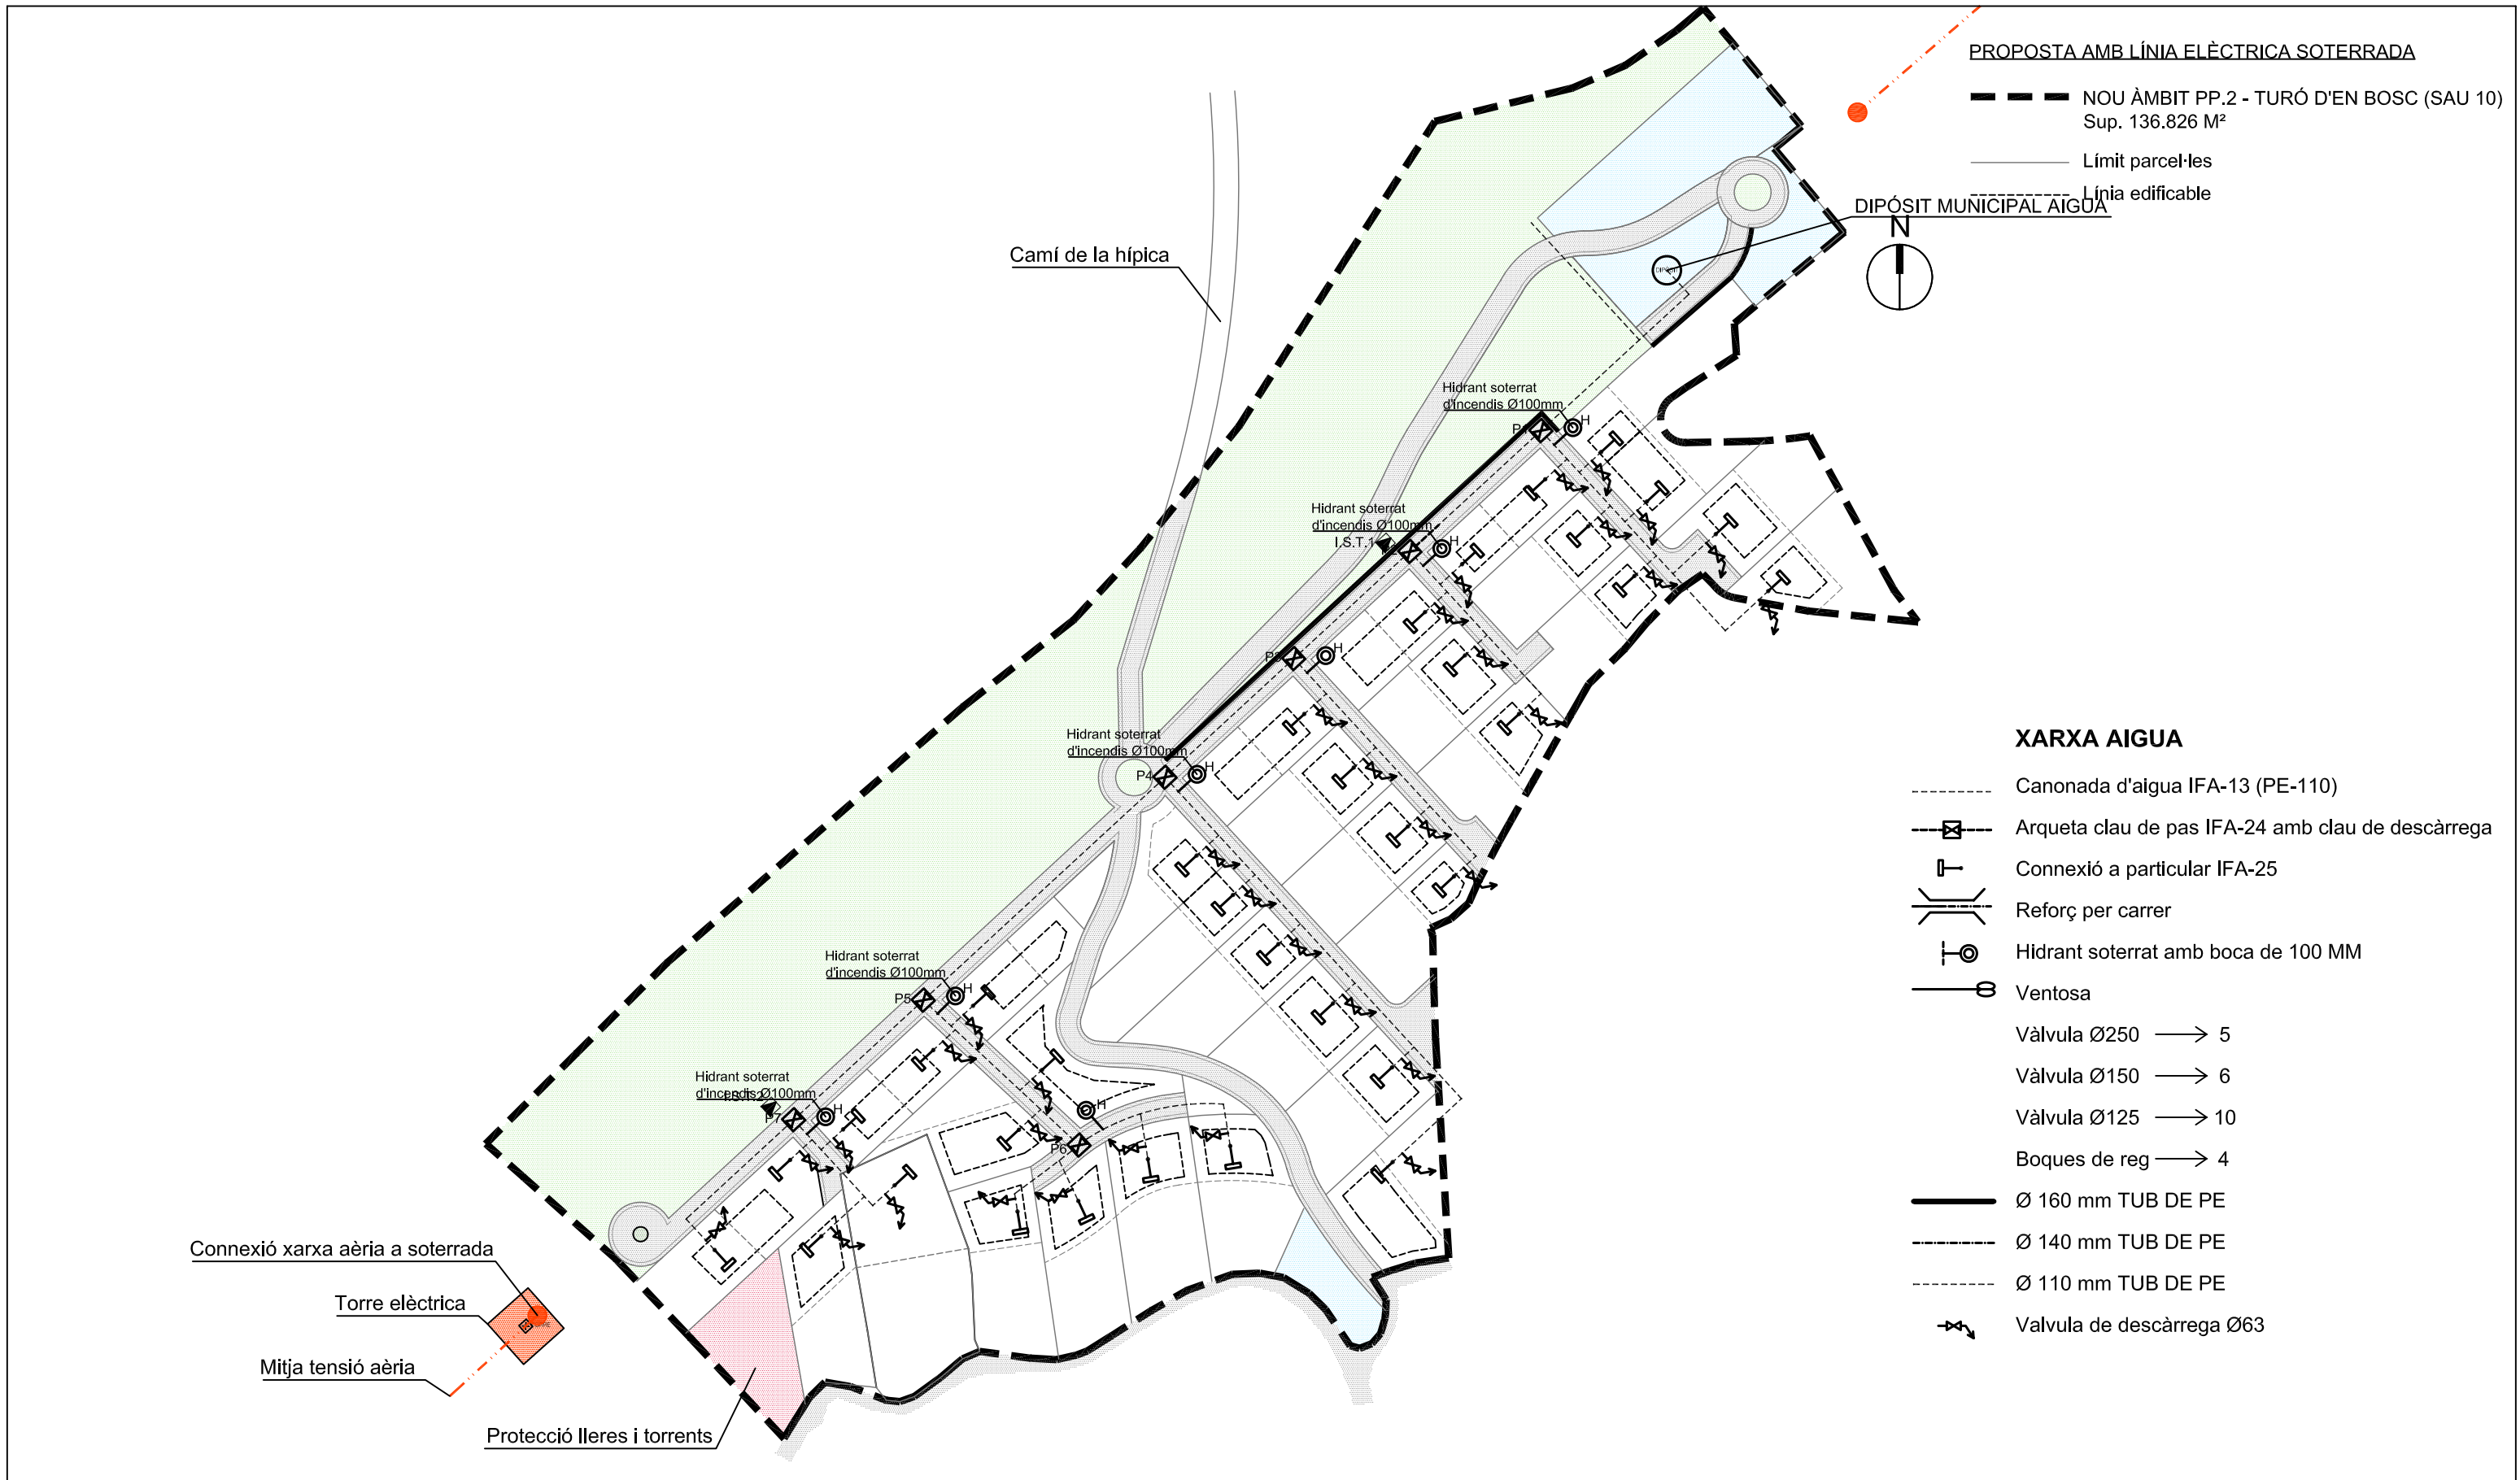 PROPOSTA AMB LÍNIA ELÈCTRICA SOTERRADA
NOU ÀMBIT PP.2 - TURÓ D'EN BOSC (SAU 10)
Sup. 136.826 M²
Límit parcel·les
Línia edificable
DIPÓSIT MUNICIPAL AIGUA
N
Camí de la hípica
DIPÒSIT
Hidrant soterrat
d'incendis Ø100mm
P1
H
Hidrant soterrat
d'incendis Ø100mm
I.S.T.1
H
P3
H
Hidrant soterrat
d'incendis Ø100mm
P4
H
Hidrant soterrat
d'incendis Ø100mm
P5
H
Hidrant soterrat
d'incendis Ø100mm
I.S.T.2
P7
H
H
P6
XARXA AIGUA
Canonada d'aigua IFA-13 (PE-110)
Arqueta clau de pas IFA-24 amb clau de descàrrega
Connexió a particular IFA-25
Reforç per carrer
Hidrant soterrat amb boca de 100 MM
Ventosa
Vàlvula Ø250 → 5
Vàlvula Ø150 → 6
Vàlvula Ø125 → 10
Boques de reg → 4
Ø 160 mm TUB DE PE
Ø 140 mm TUB DE PE
Ø 110 mm TUB DE PE
Valvula de descàrrega Ø63
Connexió xarxa aèria a soterrada
Torre elèctrica
Mitja tensió aèria
Protecció lleres i torrents